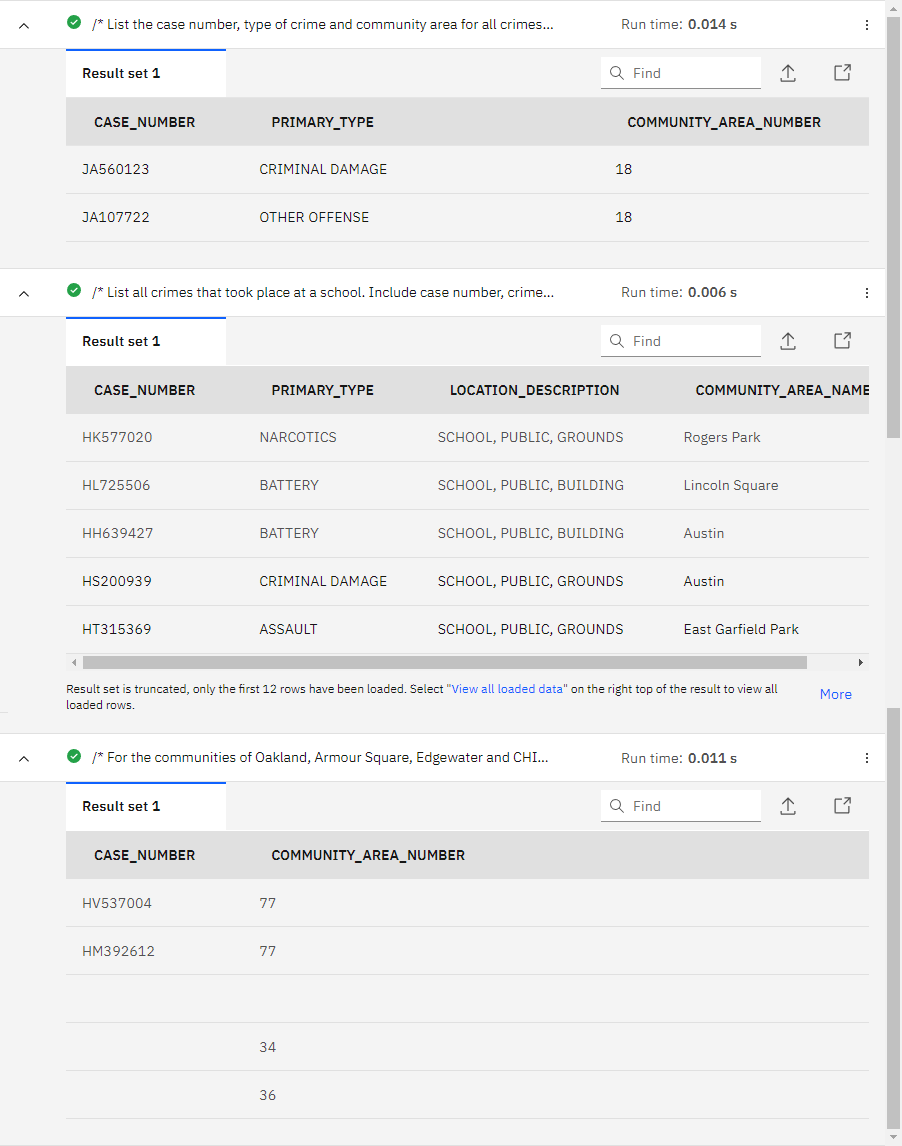 /* List the case number, type of crime and community area for all crimes... Run time: 0.014 s
Result set 1 Find
CASE_NUMBER PRIMARY_TYPE COMMUNITY_AREA_NUMBER
JA560123 CRIMINAL DAMAGE 18
JA107722 OTHER OFFENSE 18
/* List all crimes that took place at a school. Include case number, crime... Run time: 0.006 s
Result set 1 Find
CASE_NUMBER PRIMARY_TYPE LOCATION_DESCRIPTION COMMUNITY_AREA_NAME
HK577020 NARCOTICS SCHOOL, PUBLIC, GROUNDS Rogers Park
HL725506 BATTERY SCHOOL, PUBLIC, BUILDING Lincoln Square
HH639427 BATTERY SCHOOL, PUBLIC, BUILDING Austin
HS200939 CRIMINAL DAMAGE SCHOOL, PUBLIC, GROUNDS Austin
HT315369 ASSAULT SCHOOL, PUBLIC, GROUNDS East Garfield Park
Result set is truncated, only the first 12 rows have been loaded. Select "View all loaded data" on the right top of the result to view all
loaded rows.
More
/* For the communities of Oakland, Armour Square, Edgewater and CHI... Run time: 0.011 s
Result set 1 Find
CASE_NUMBER COMMUNITY_AREA_NUMBER
HV537004 77
HM392612 77
34
36